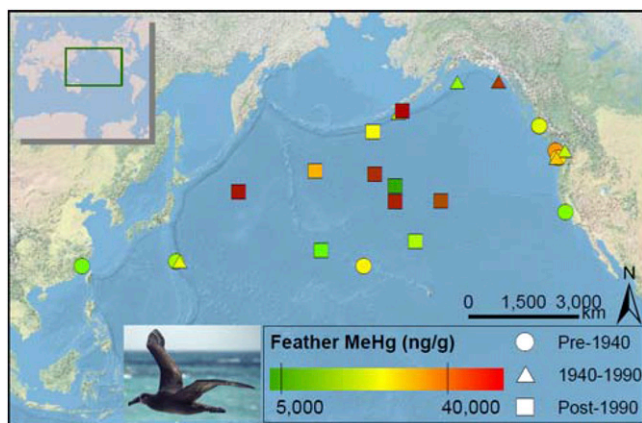 N
0 1,500 3,000
km
Feather MeHg (ng/g)
5,000 40,000
Pre-1940
1940-1990
Post-1990